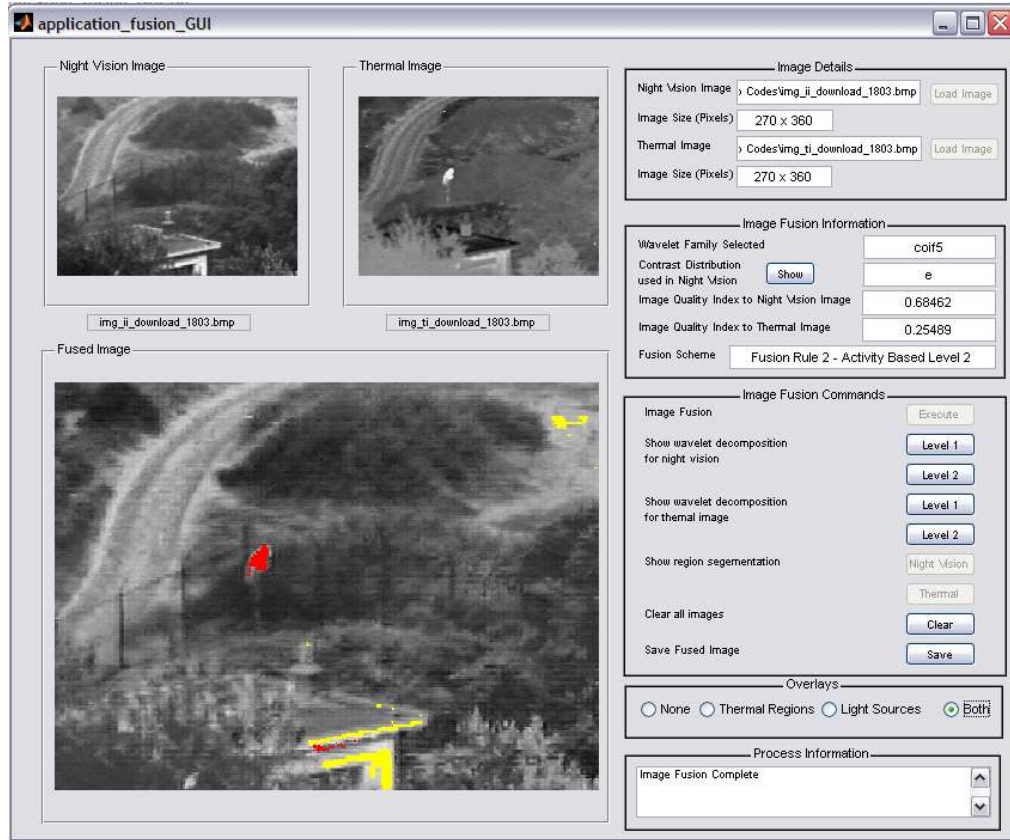 application_fusion_GUI
Night Vision Image
Thermal Image
img_ii_download_1803.bmp
img_ti_download_1803.bmp
Fused Image
Image Details
Night Vision Image › Codes\img_ii_download_1803.bmp Load Image
Image Size (Pixels) 270 x 360
Thermal Image › Codes\img_ti_download_1803.bmp Load Image
Image Size (Pixels) 270 x 360
Image Fusion Information
Wavelet Family Selected coif5
Contrast Distribution
used in Night Vision Show e
Image Quality Index to Night Vision Image 0.68462
Image Quality Index to Thermal Image 0.25489
Fusion Scheme Fusion Rule 2 - Activity Based Level 2
Image Fusion Commands
Image Fusion Execute
Show wavelet decomposition
for night vision
Level 1
Level 2
Show wavelet decomposition
for themal image
Level 1
Level 2
Show region segementation Night Vision
Thermal
Clear all images Clear
Save Fused Image Save
Overlays
None Thermal Regions Light Sources Both
Process Information
Image Fusion Complete